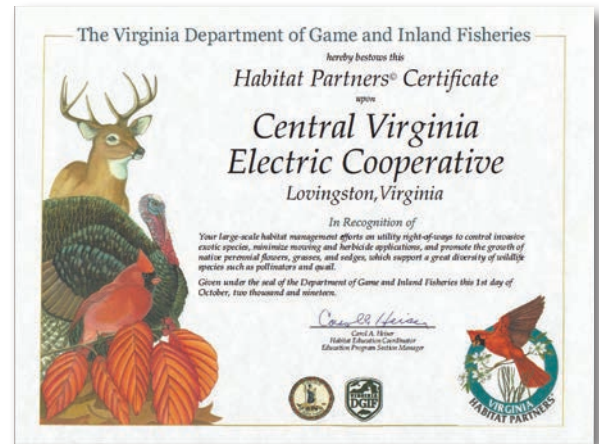 The Virginia Department of Game and Inland Fisheries
hereby bestows this
Habitat Partners© Certificate
upon
Central Virginia
Electric Cooperative
Lovingston, Virginia
In Recognition of
Your large-scale habitat management efforts on utility right-of-ways to control invasive
exotic species, minimize mowing and herbicide applications, and promote the growth of
native perennial flowers, grasses, and sedges, which support a great diversity of wildlife
species such as pollinators and quail.
Given under the seal of the Department of Game and Inland Fisheries this 1st day of
October, two thousand and nineteen.
Carol A. Heiser
Carol A. Heiser
Habitat Education Coordinator
Education Program Section Manager
VIRGINIA
DGIF
VIRGINIA
HABITAT PARTNERS